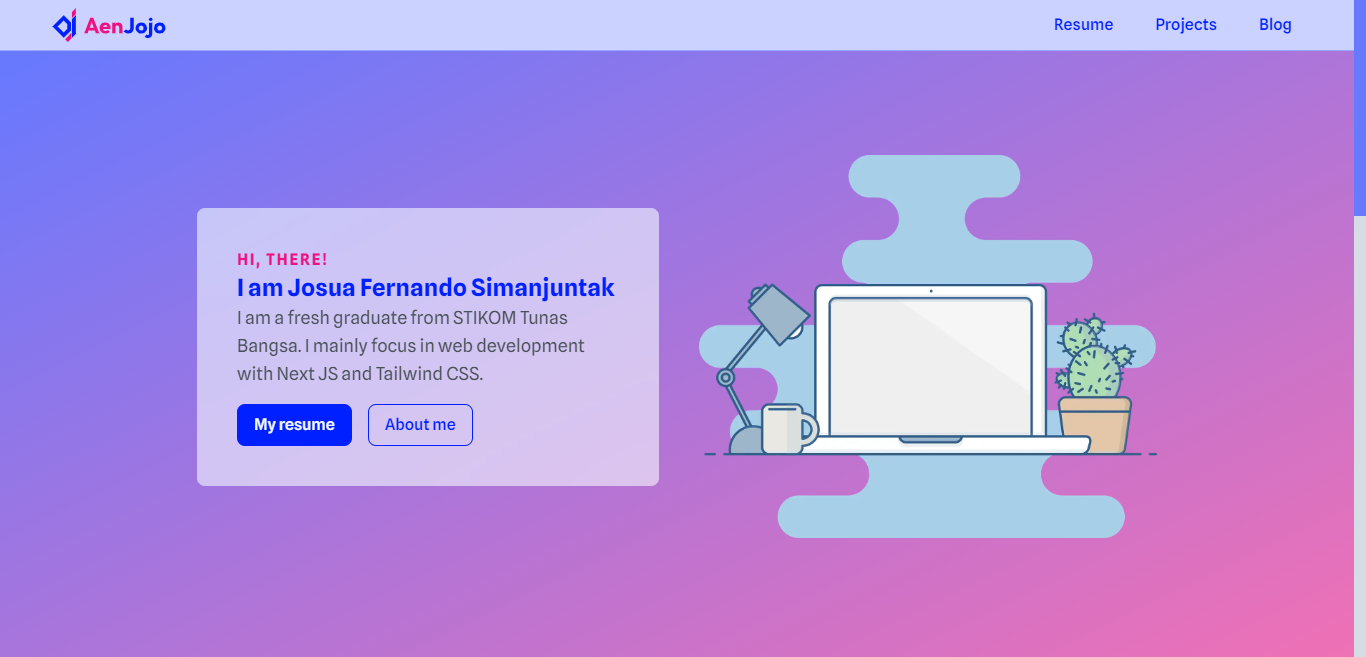 AenJojo
Resume
Projects
Blog
HI, THERE!
I am Josua Fernando Simanjuntak
I am a fresh graduate from STIKOM Tunas
Bangsa. I mainly focus in web development
with Next JS and Tailwind CSS.
My resume
About me